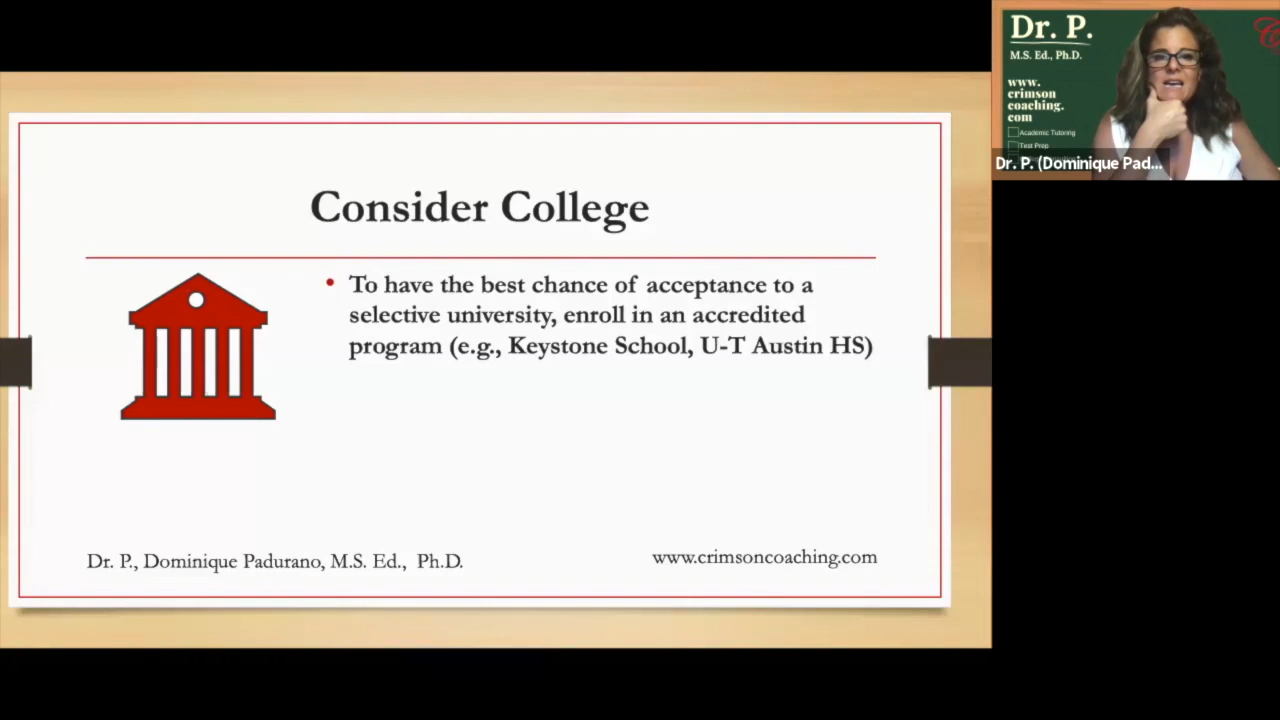 Consider College
• To have the best chance of acceptance to a
selective university, enroll in an accredited
program (e.g., Keystone School, U-T Austin HS)
Dr. P., Dominique Padurano, M.S. Ed., Ph.D.
www.crimsoncoaching.com
Dr. P.
M.S. Ed., Ph.D.
www.
crimson
coaching.
com
Academic Tutoring
Test Prep
Dr. P. (Dominique Pad...